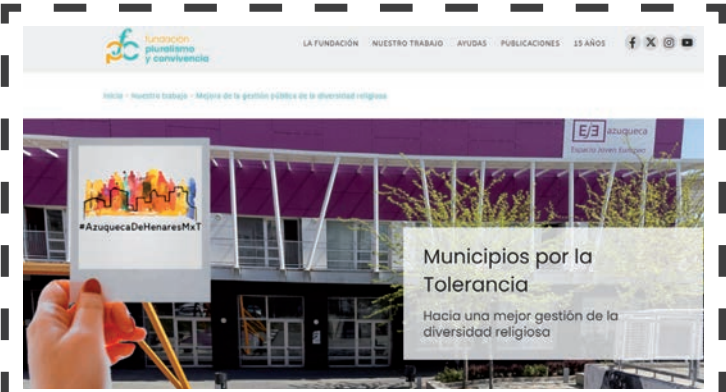 fundación
pluralismo
y convivencia
LA FUNDACIÓN NUESTRO TRABAJO AYUDAS PUBLICACIONES 15 AÑOS
Inicio - Nuestro trabajo - Mejora de la gestión pública de la diversidad religiosa
E/E azuqueca
Espacio Joven Europeo
#AzuquecaDeHenaresMxT
Municipios por la
Tolerancia
Hacia una mejor gestión de la
diversidad religiosa